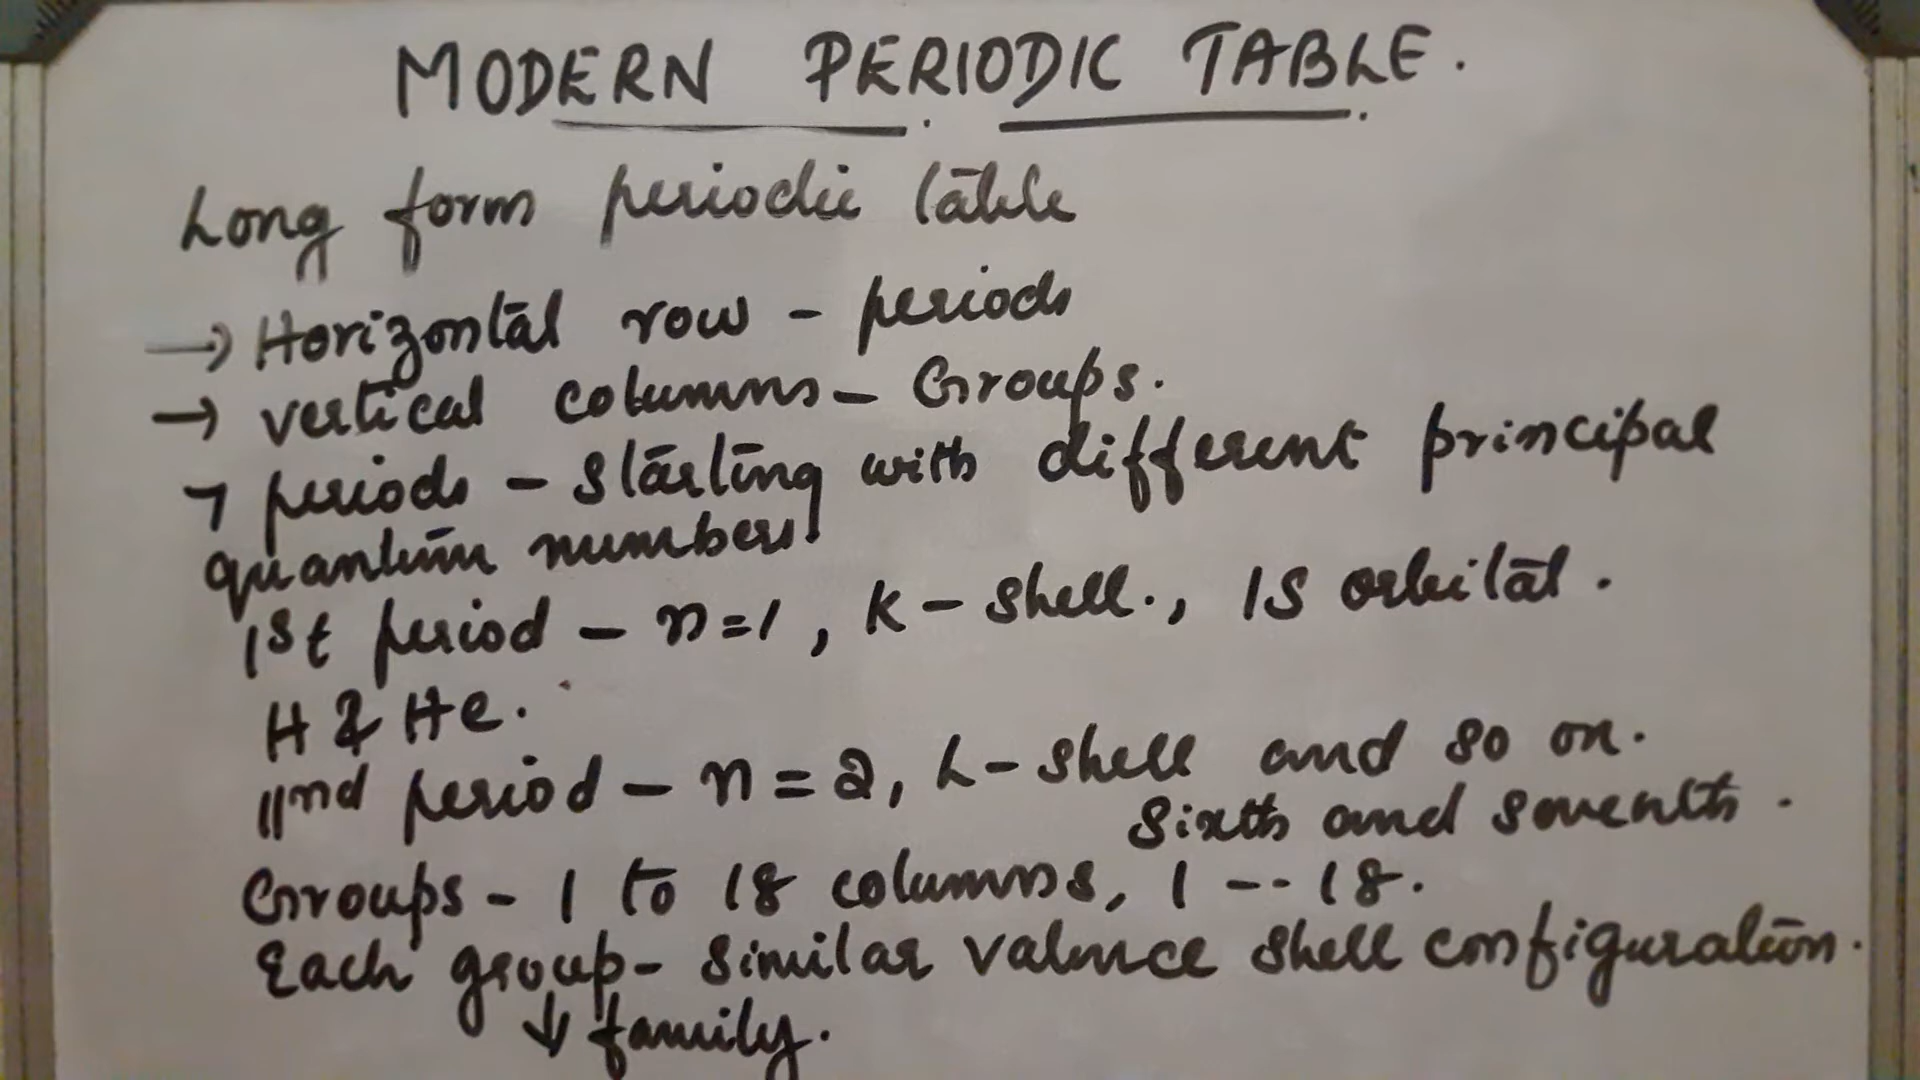 MODERN PERIODIC TABLE.
Long form periodic table
→ Horizontal row - periods
→ vertical columns - Groups.
7 periods - starting with different principal
quantum numbers.
1st period - n=1, K - shell., 1S orbital.
H & He.
IInd period - n = 2, L - shell and so on.
Sixth and seventh.
Groups - 1 to 18 columns, 1 --- 18.
Each group - similar valence shell configuration.
↓ family.